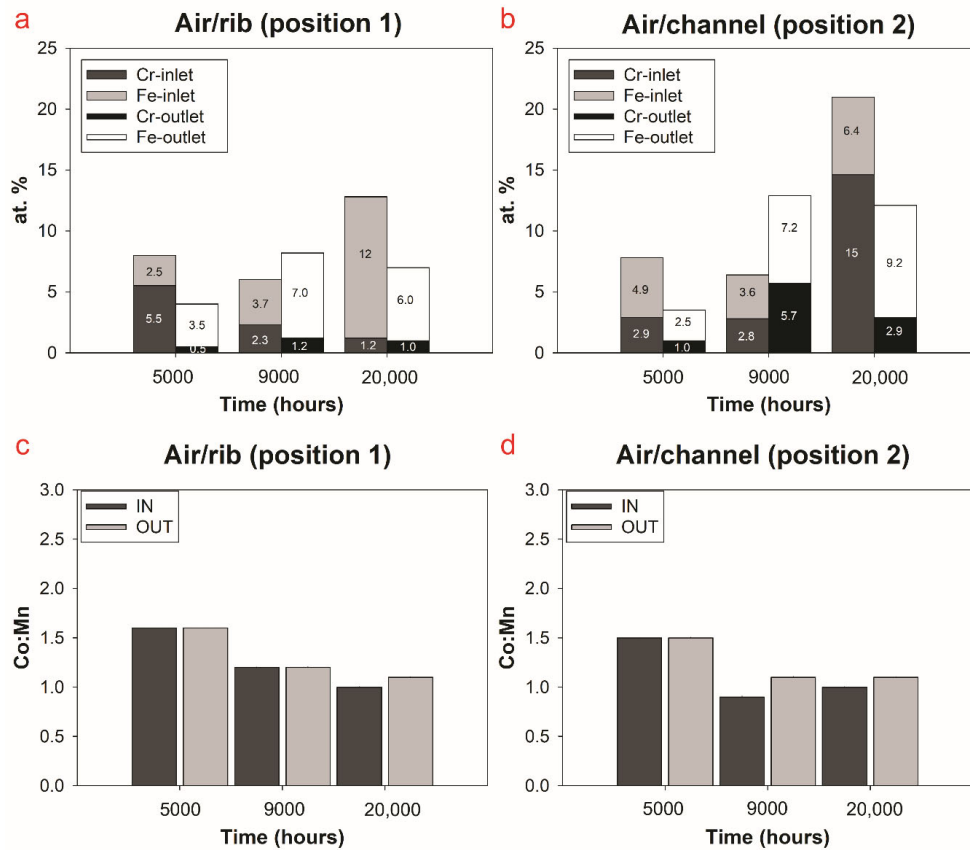 a Air/rib (position 1)
25
20
15
10
5
0
at. %
Cr-inlet
Fe-inlet
Cr-outlet
Fe-outlet
2.5
5.5
3.5
0.5
3.7
2.3
7.0
1.2
12
1.2
6.0
1.0
5000 9000 20,000
Time (hours)
b Air/channel (position 2)
25
20
15
10
5
0
at. %
Cr-inlet
Fe-inlet
Cr-outlet
Fe-outlet
4.9
2.9
2.5
1.0
3.6
2.8
7.2
5.7
6.4
15
9.2
2.9
5000 9000 20,000
Time (hours)
c Air/rib (position 1)
3.0
2.5
2.0
1.5
1.0
0.5
0.0
Co:Mn
IN
OUT
5000 9000 20,000
Time (hours)
d Air/channel (position 2)
3.0
2.5
2.0
1.5
1.0
0.5
0.0
Co:Mn
IN
OUT
5000 9000 20,000
Time (hours)